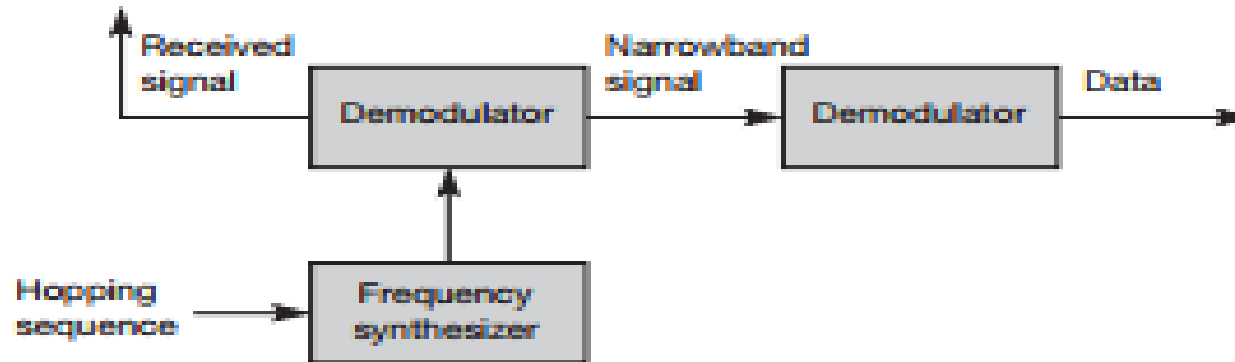 Received
signal
Demodulator
Narrowband
signal
Demodulator
Data
Hopping
sequence
Frequency
synthesizer